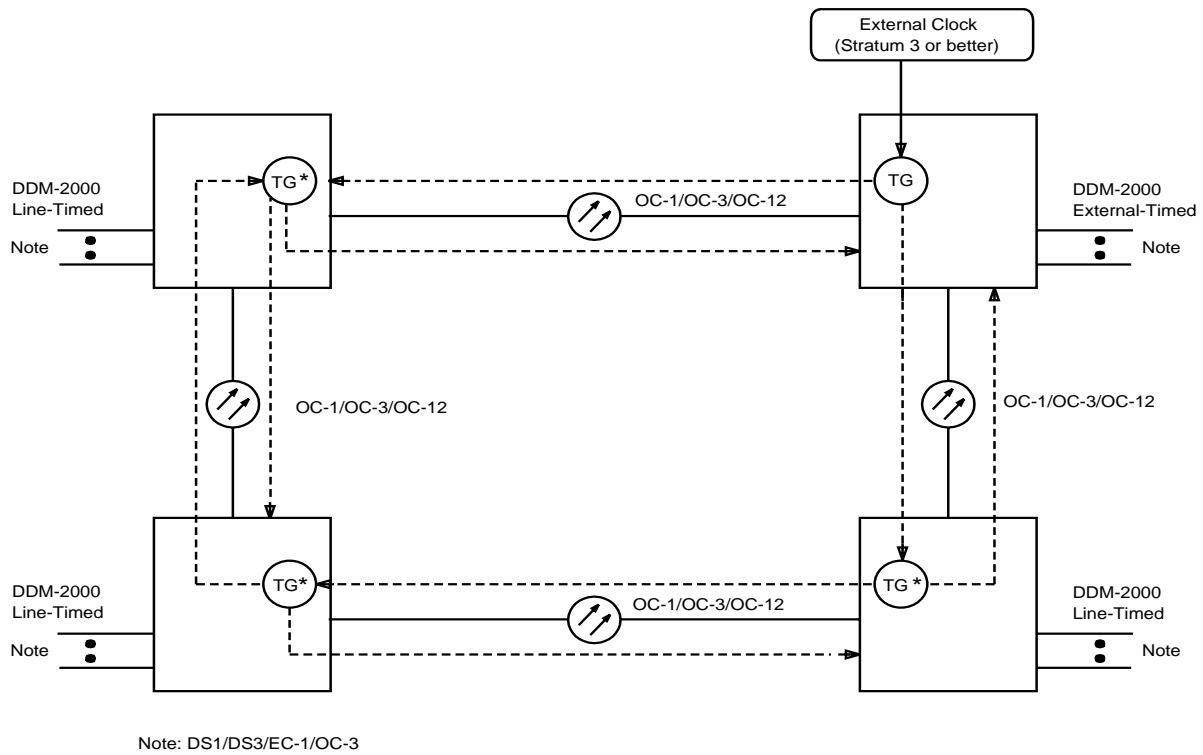 External Clock
(Stratum 3 or better)
DDM-2000
Line-Timed
Note
TG*
OC-1/OC-3/OC-12
TG
DDM-2000
External-Timed
Note
OC-1/OC-3/OC-12
OC-1/OC-3/OC-12
DDM-2000
Line-Timed
Note
TG*
OC-1/OC-3/OC-12
TG*
DDM-2000
Line-Timed
Note
Note: DS1/DS3/EC-1/OC-3